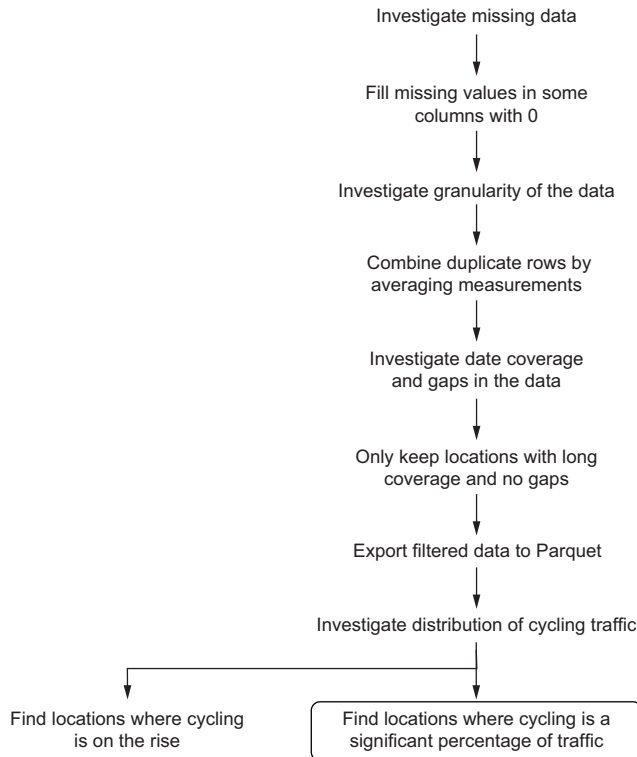 Investigate missing data
Fill missing values in some
columns with 0
Investigate granularity of the data
Combine duplicate rows by
averaging measurements
Investigate date coverage
and gaps in the data
Only keep locations with long
coverage and no gaps
Export filtered data to Parquet
Investigate distribution of cycling traffic
Find locations where cycling
is on the rise
Find locations where cycling is a
significant percentage of traffic